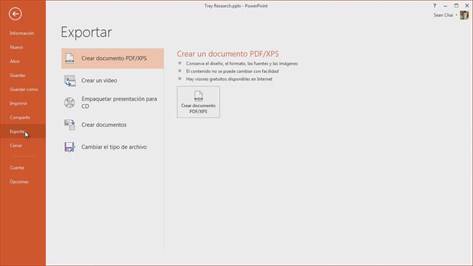 Trey Research.pptx - PowerPoint
Sean Chai
Información
Nuevo
Abrir
Guardar
Guardar como
Imprimir
Compartir
Exportar
Cerrar
Cuenta
Opciones
Exportar
Crear documento PDF/XPS
Crear un vídeo
Empaquetar presentación para
CD
Crear documentos
Cambiar el tipo de archivo
Crear un documento PDF/XPS
Conserva el diseño, el formato, las fuentes y las imágenes
El contenido no se puede cambiar con facilidad
Hay visores gratuitos disponibles en Internet
Crear documento
PDF/XPS